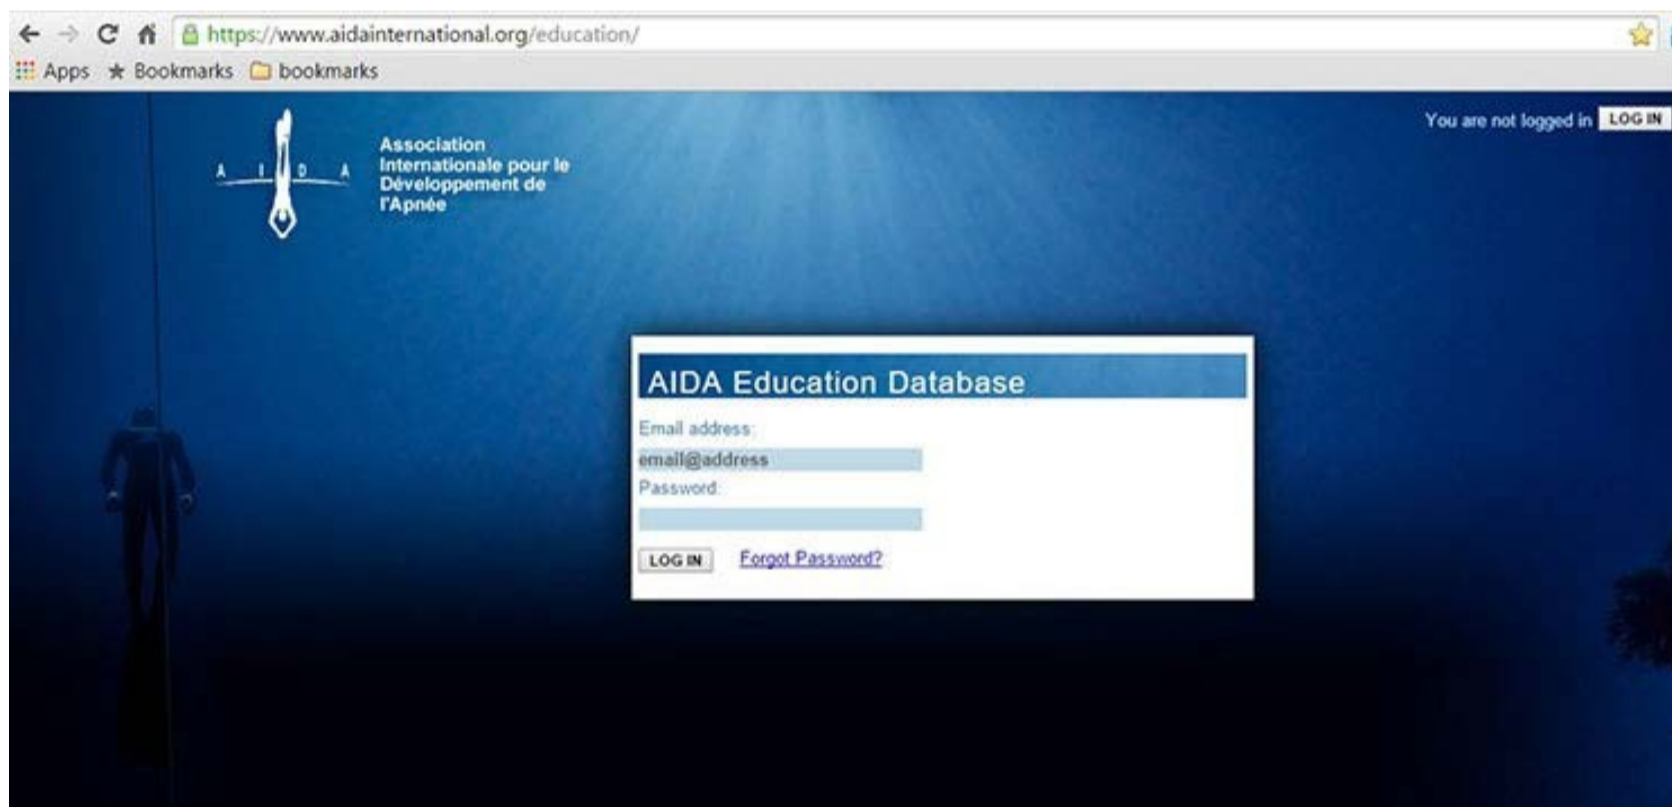 https://www.aidainternational.org/education/
Apps Bookmarks bookmarks
You are not logged in LOG IN
A I D A
Association
Internationale pour le
Développement de
l'Apnée
AIDA Education Database
Email address:
email@address
Password:
LOG IN Forgot Password?